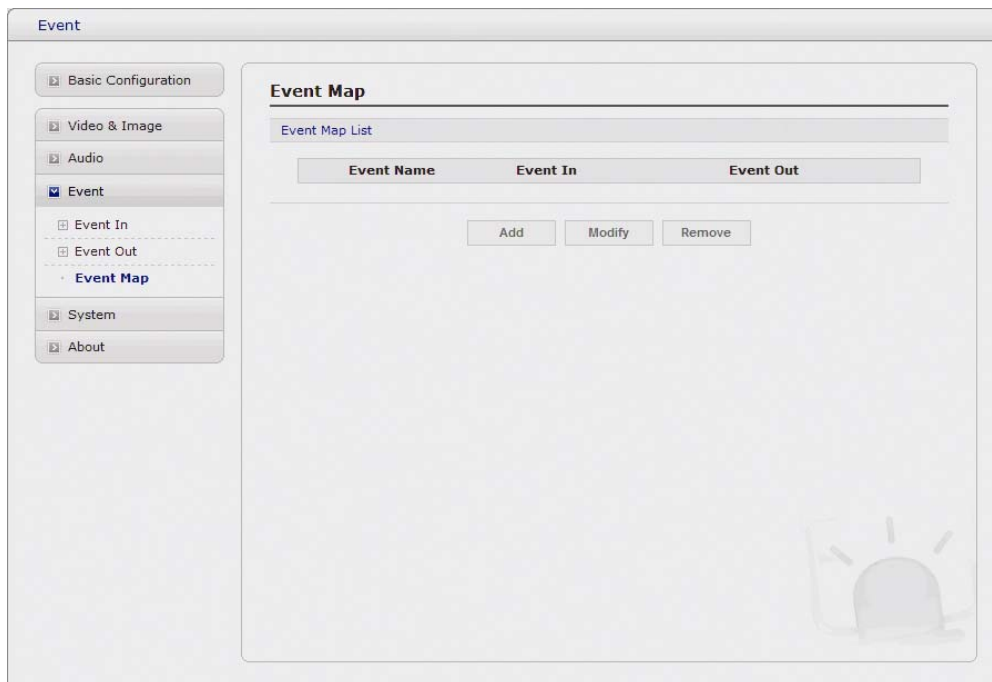 Event
Basic Configuration
Video & Image
Audio
Event
Event In
Event Out
Event Map
System
About
Event Map
Event Map List
Event Name Event In Event Out
Add Modify Remove